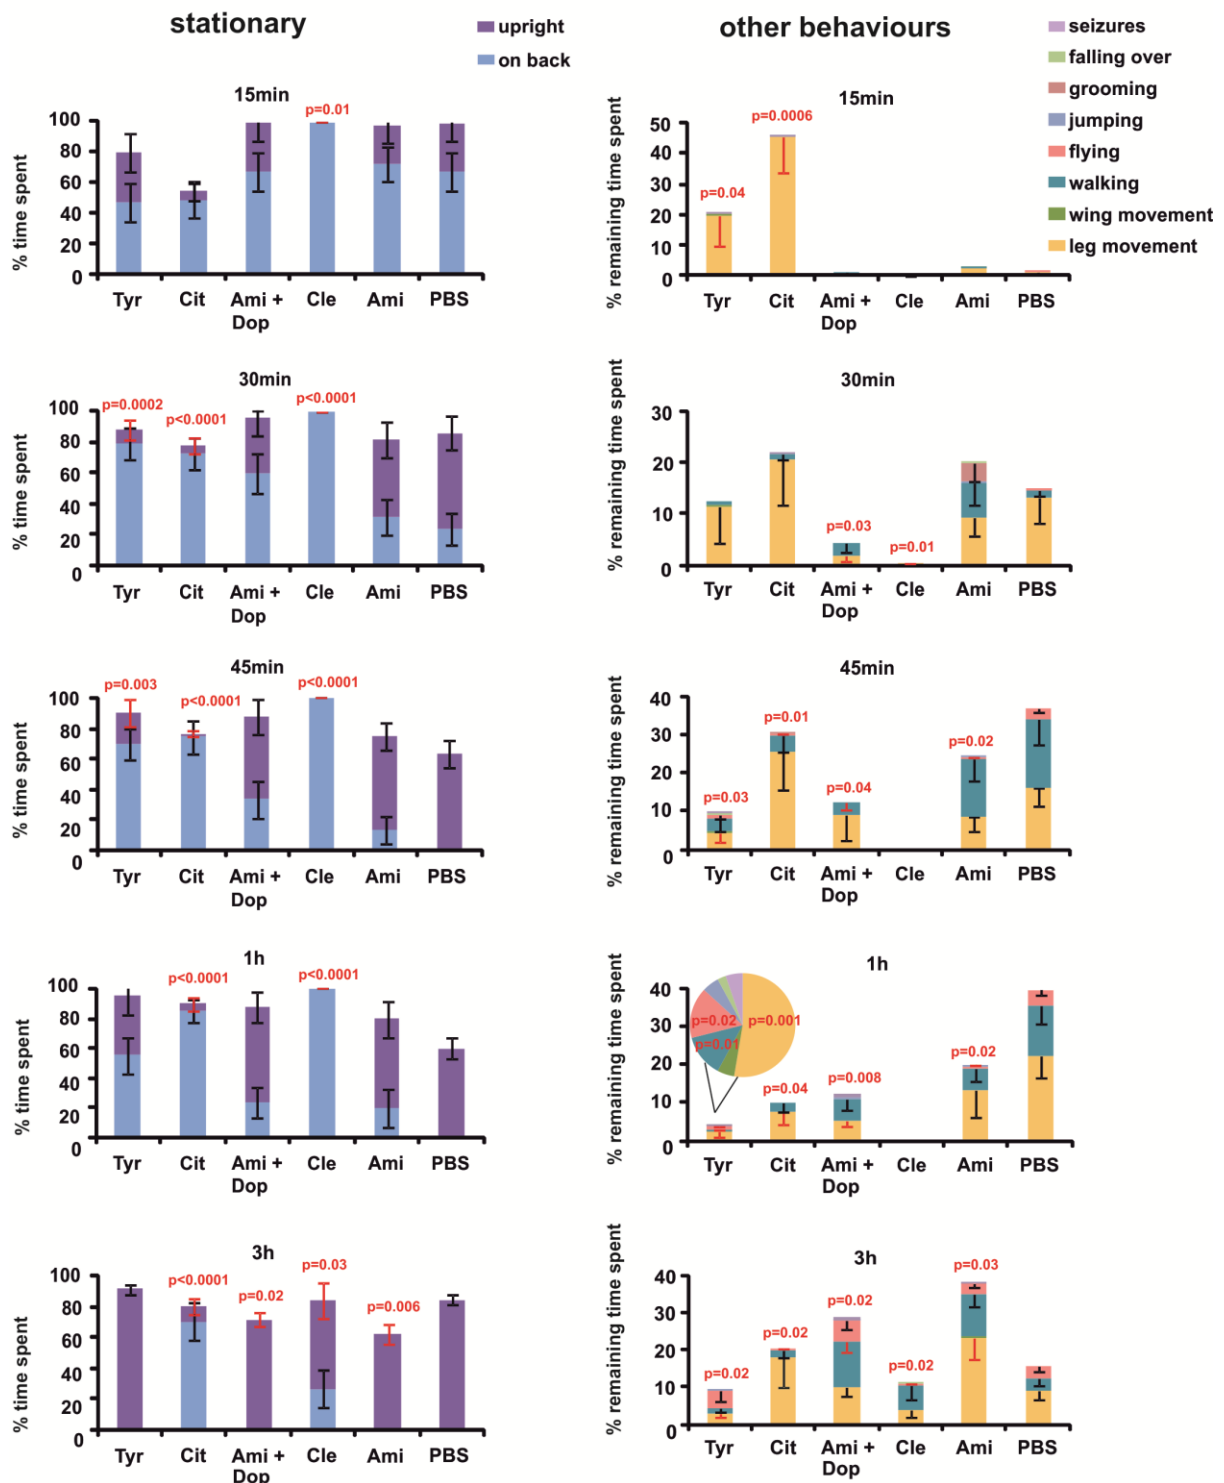 stationary
upright
on back
other behaviours
seizures
falling over
grooming
jumping
flying
walking
wing movement
leg movement
15min
% time spent
100
80
60
40
20
0
p=0.01
Tyr Cit Ami + Dop Cle Ami PBS
15min
% remaining time spent
50
40
30
20
10
0
p=0.04
p=0.0006
Tyr Cit Ami + Dop Cle Ami PBS
30min
% time spent
100
80
60
40
20
0
p=0.0002
p<0.0001
p<0.0001
Tyr Cit Ami + Dop Cle Ami PBS
30min
% remaining time spent
30
20
10
0
p=0.03
p=0.01
Tyr Cit Ami + Dop Cle Ami PBS
45min
% time spent
100
80
60
40
20
0
p=0.003
p<0.0001
p<0.0001
Tyr Cit Ami + Dop Cle Ami PBS
45min
% remaining time spent
40
30
20
10
0
p=0.03
p=0.01
p=0.04
p=0.02
Tyr Cit Ami + Dop Cle Ami PBS
1h
% time spent
100
80
60
40
20
0
p<0.0001
p<0.0001
Tyr Cit Ami + Dop Cle Ami PBS
1h
% remaining time spent
40
30
20
10
0
p=0.02
p=0.001
p=0.01
p=0.04
p=0.008
p=0.02
Tyr Cit Ami + Dop Cle Ami PBS
3h
% time spent
100
80
60
40
20
0
p<0.0001
p=0.02
p=0.03
p=0.006
Tyr Cit Ami + Dop Cle Ami PBS
3h
% remaining time spent
40
30
20
10
0
p=0.02
p=0.02
p=0.02
p=0.02
p=0.03
Tyr Cit Ami + Dop Cle Ami PBS